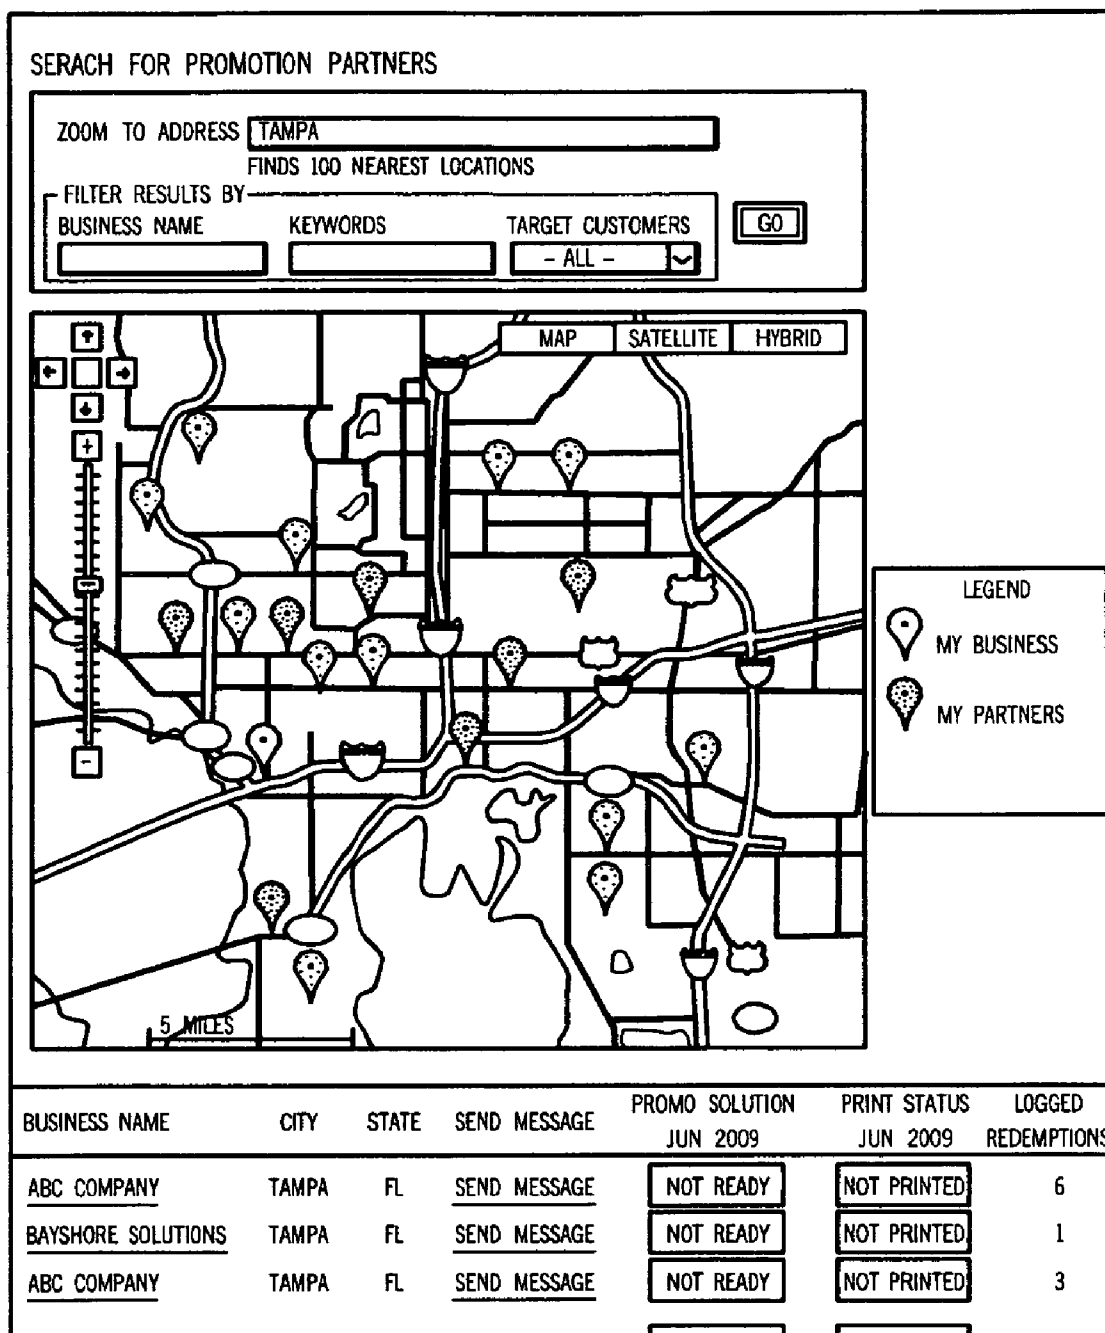 SERACH FOR PROMOTION PARTNERS
ZOOM TO ADDRESS TAMPA
FINDS 100 NEAREST LOCATIONS
FILTER RESULTS BY
BUSINESS NAME KEYWORDS TARGET CUSTOMERS
- ALL -
GO
MAP SATELLITE HYBRID
+
-
5 MILES
LEGEND
MY BUSINESS
MY PARTNERS
BUSINESS NAME CITY STATE SEND MESSAGE PROMO SOLUTION JUN 2009 PRINT STATUS JUN 2009 LOGGED REDEMPTIONS
ABC COMPANY TAMPA FL SEND MESSAGE NOT READY NOT PRINTED 6
BAYSHORE SOLUTIONS TAMPA FL SEND MESSAGE NOT READY NOT PRINTED 1
ABC COMPANY TAMPA FL SEND MESSAGE NOT READY NOT PRINTED 3